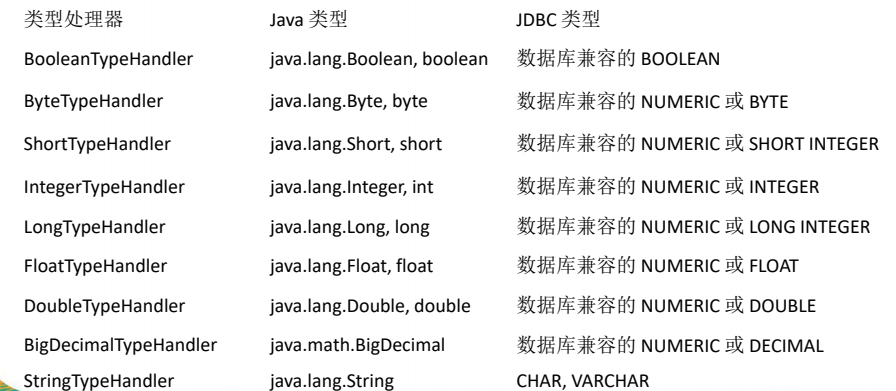 类型处理器 Java 类型 JDBC 类型
BooleanTypeHandler java.lang.Boolean, boolean 数据库兼容的 BOOLEAN
ByteTypeHandler java.lang.Byte, byte 数据库兼容的 NUMERIC 或 BYTE
ShortTypeHandler java.lang.Short, short 数据库兼容的 NUMERIC 或 SHORT INTEGER
IntegerTypeHandler java.lang.Integer, int 数据库兼容的 NUMERIC 或 INTEGER
LongTypeHandler java.lang.Long, long 数据库兼容的 NUMERIC 或 LONG INTEGER
FloatTypeHandler java.lang.Float, float 数据库兼容的 NUMERIC 或 FLOAT
DoubleTypeHandler java.lang.Double, double 数据库兼容的 NUMERIC 或 DOUBLE
BigDecimalTypeHandler java.math.BigDecimal 数据库兼容的 NUMERIC 或 DECIMAL
StringTypeHandler java.lang.String CHAR, VARCHAR